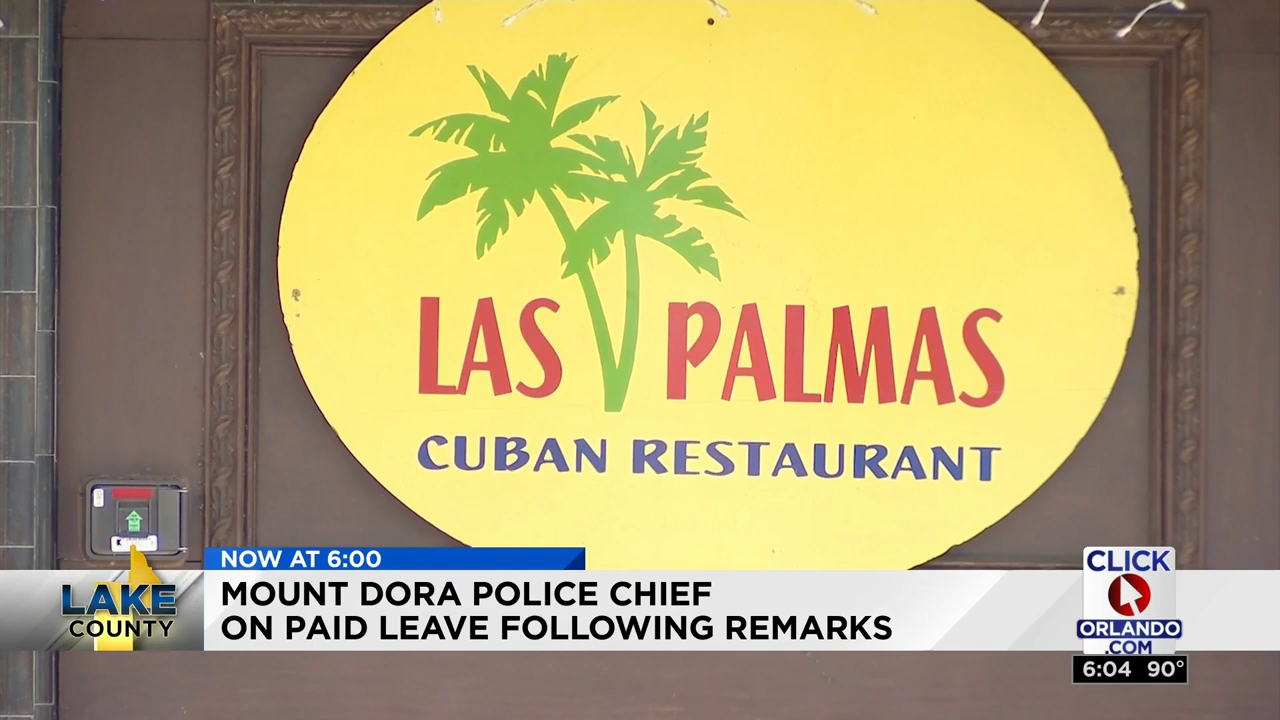 LAS PALMAS
CUBAN RESTAURANT
NOW AT 6:00
LAKE
COUNTY
MOUNT DORA POLICE CHIEF
ON PAID LEAVE FOLLOWING REMARKS
CLICK
ORLANDO
.COM
6:04 90°